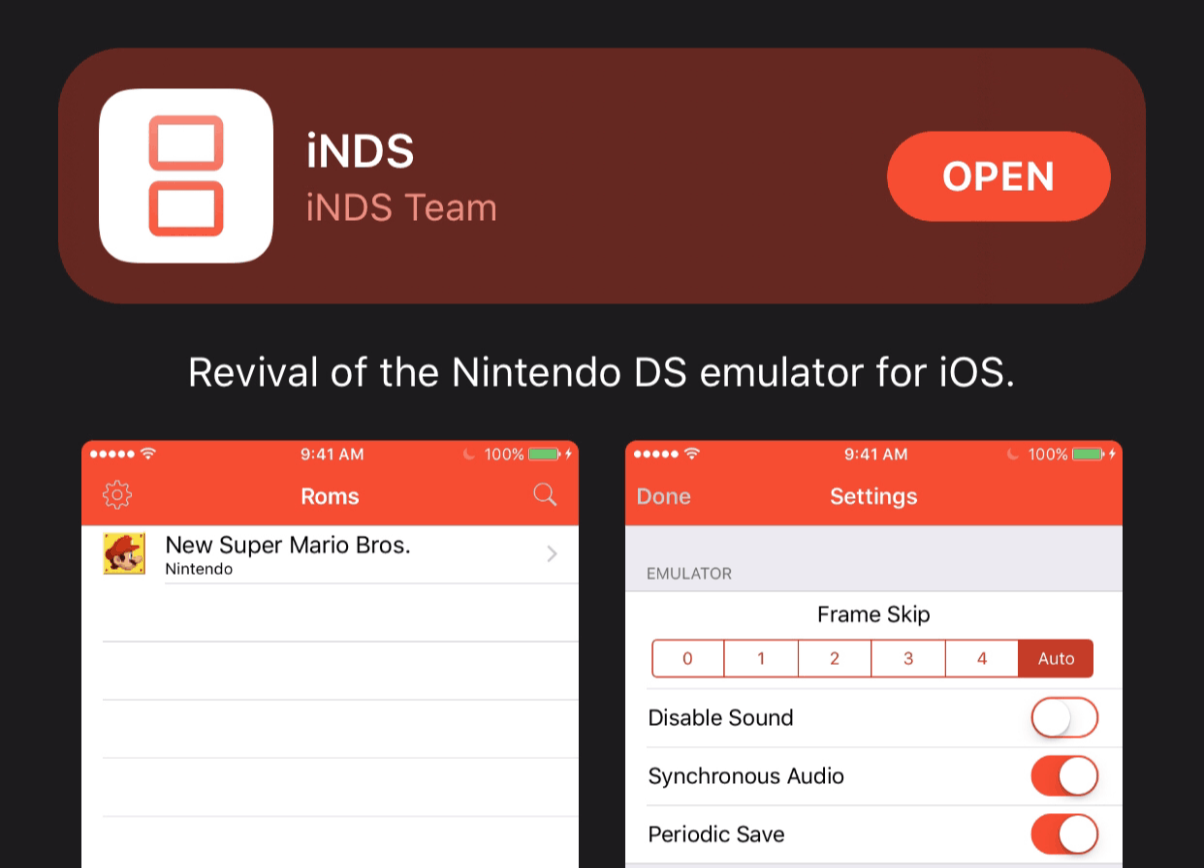 iNDS
iNDS Team
OPEN
Revival of the Nintendo DS emulator for iOS.
9:41 AM
100%
Roms
New Super Mario Bros.
Nintendo
9:41 AM
100%
Done
Settings
EMULATOR
Frame Skip
0 1 2 3 4 Auto
Disable Sound
Synchronous Audio
Periodic Save